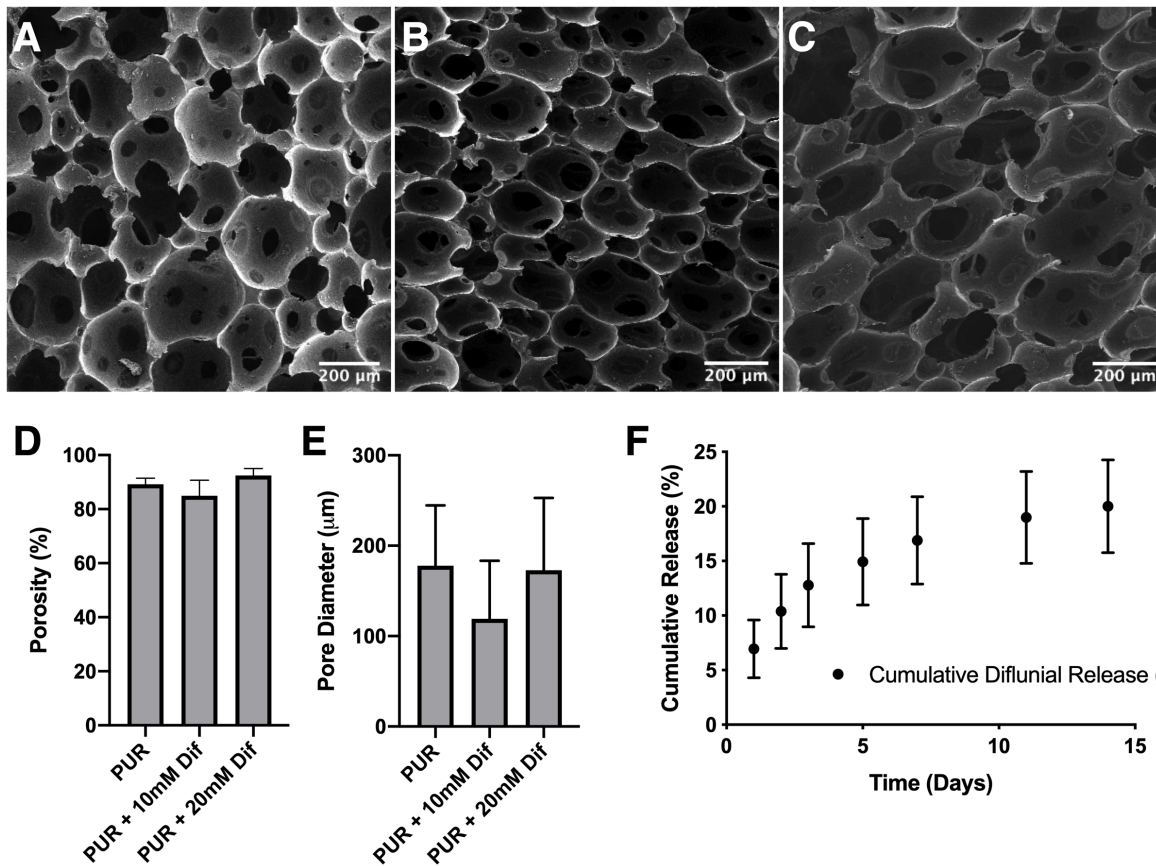 A
B
C
200 μm
200 μm
200 μm
D
E
F
100
80
60
40
20
0
Porosity (%)
PUR
PUR + 10mM Dif
PUR + 20mM Dif
300
200
100
0
Pore Diameter (μm)
PUR
PUR + 10mM Dif
PUR + 20mM Dif
25
20
15
10
5
0
Cumulative Release (%)
Cumulative Diflunial Release (
0
5
10
15
Time (Days)